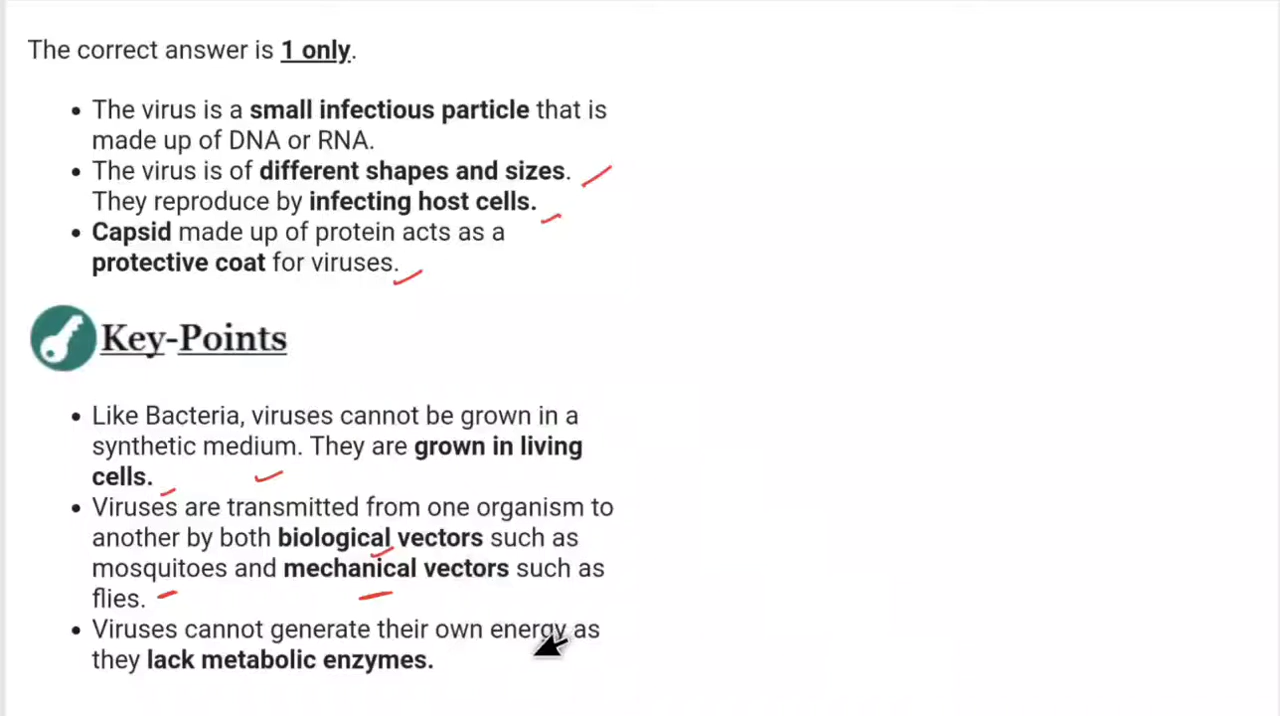 The correct answer is 1 only.
• The virus is a small infectious particle that is
made up of DNA or RNA.
• The virus is of different shapes and sizes.
They reproduce by infecting host cells.
• Capsid made up of protein acts as a
protective coat for viruses.
Key-Points
• Like Bacteria, viruses cannot be grown in a
synthetic medium. They are grown in living
cells.
• Viruses are transmitted from one organism to
another by both biological vectors such as
mosquitoes and mechanical vectors such as
flies.
• Viruses cannot generate their own energy as
they lack metabolic enzymes.